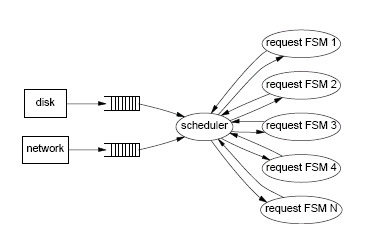 request FSM 1
request FSM 2
disk
scheduler
request FSM 3
network
request FSM 4
request FSM N